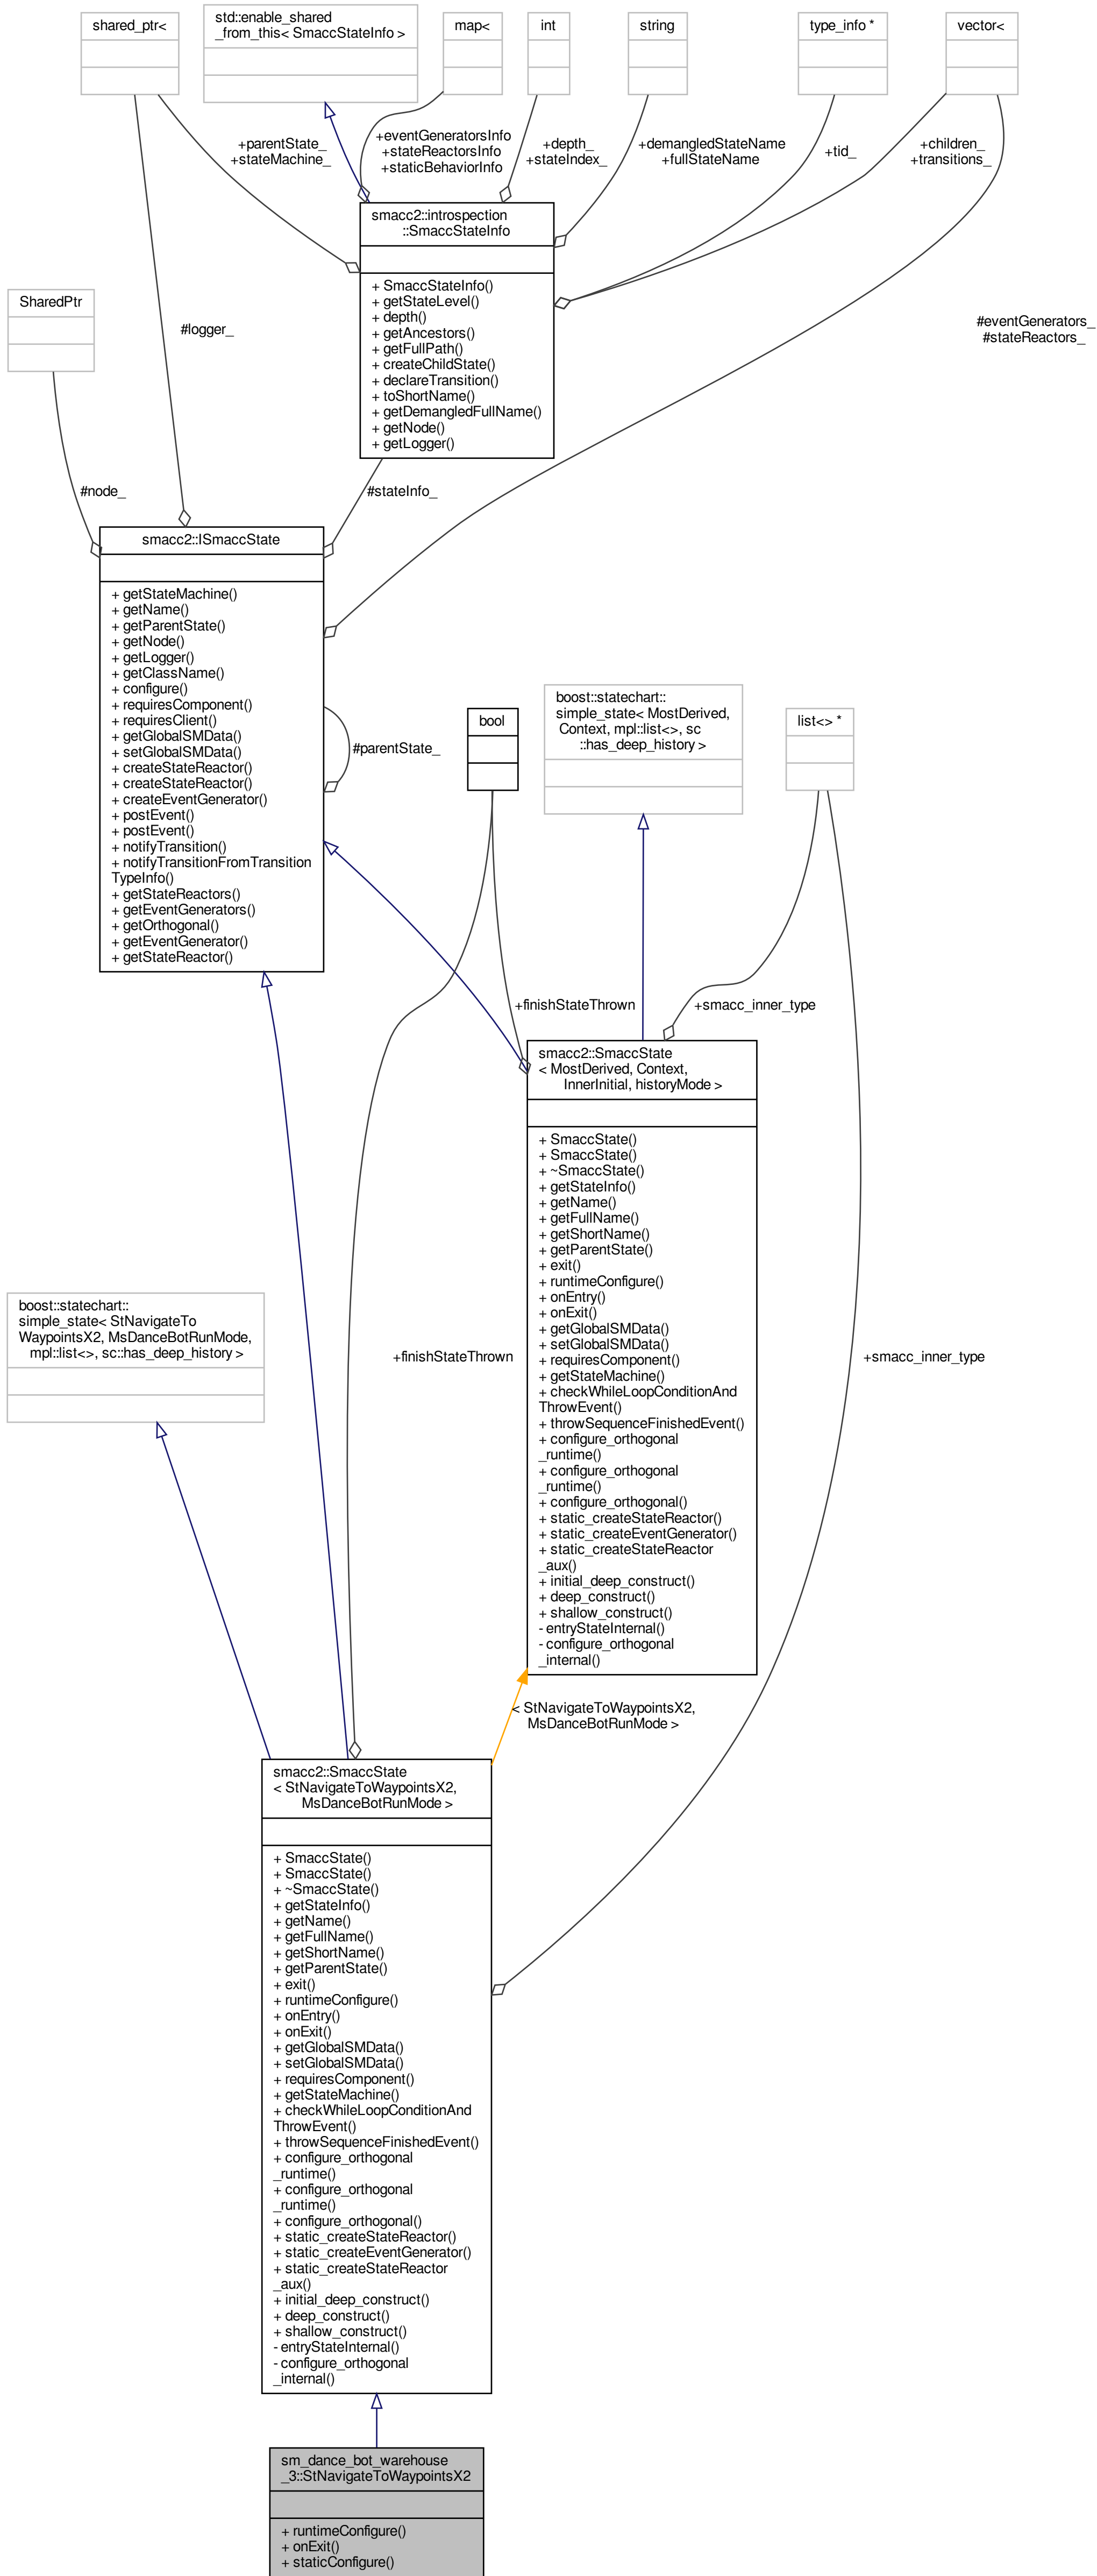 shared_ptr<
std::enable_shared
_from_this< SmaccStateInfo >
map<
int
string
type_info *
vector<
+parentState_
+stateMachine_
+eventGeneratorsInfo
+stateReactorsInfo
+staticBehaviorInfo
+depth_
+stateIndex_
+demangledStateName
+fullStateName
+tid_
+children_
+transitions_
smacc2::introspection
::SmaccStateInfo
+ SmaccStateInfo()
+ getStateLevel()
+ depth()
+ getAncestors()
+ getFullPath()
+ createChildState()
+ declareTransition()
+ toShortName()
+ getDemangledFullName()
+ getNode()
+ getLogger()
SharedPtr
#logger_
#eventGenerators_
#stateReactors_
#node_
#stateInfo_
smacc2::ISmaccState
+ getStateMachine()
+ getName()
+ getParentState()
+ getNode()
+ getLogger()
+ getClassName()
+ configure()
+ requiresComponent()
+ requiresClient()
+ getGlobalSMData()
+ setGlobalSMData()
+ createStateReactor()
+ createStateReactor()
+ createEventGenerator()
+ postEvent()
+ postEvent()
+ notifyTransition()
+ notifyTransitionFromTransition
TypeInfo()
+ getStateReactors()
+ getEventGenerators()
+ getOrthogonal()
+ getEventGenerator()
+ getStateReactor()
#parentState_
bool
boost::statechart::
simple_state< MostDerived,
Context, mpl::list<>, sc
::has_deep_history >
list<> *
+finishStateThrown
+smacc_inner_type
smacc2::SmaccState
< MostDerived, Context,
InnerInitial, historyMode >
+ SmaccState()
+ SmaccState()
+ ~SmaccState()
+ getStateInfo()
+ getName()
+ getFullName()
+ getShortName()
+ getParentState()
+ exit()
+ runtimeConfigure()
+ onEntry()
+ onExit()
+ getGlobalSMData()
+ setGlobalSMData()
+ requiresComponent()
+ getStateMachine()
+ checkWhileLoopConditionAnd
ThrowEvent()
+ throwSequenceFinishedEvent()
+ configure_orthogonal
_runtime()
+ configure_orthogonal
_runtime()
+ configure_orthogonal()
+ static_createStateReactor()
+ static_createEventGenerator()
+ static_createStateReactor
_aux()
+ initial_deep_construct()
+ deep_construct()
+ shallow_construct()
- entryStateInternal()
- configure_orthogonal
_internal()
boost::statechart::
simple_state< StNavigateTo
WaypointsX2, MsDanceBotRunMode,
mpl::list<>, sc::has_deep_history >
+finishStateThrown
+smacc_inner_type
< StNavigateToWaypointsX2,
MsDanceBotRunMode >
smacc2::SmaccState
< StNavigateToWaypointsX2,
MsDanceBotRunMode >
+ SmaccState()
+ SmaccState()
+ ~SmaccState()
+ getStateInfo()
+ getName()
+ getFullName()
+ getShortName()
+ getParentState()
+ exit()
+ runtimeConfigure()
+ onEntry()
+ onExit()
+ getGlobalSMData()
+ setGlobalSMData()
+ requiresComponent()
+ getStateMachine()
+ checkWhileLoopConditionAnd
ThrowEvent()
+ throwSequenceFinishedEvent()
+ configure_orthogonal
_runtime()
+ configure_orthogonal
_runtime()
+ configure_orthogonal()
+ static_createStateReactor()
+ static_createEventGenerator()
+ static_createStateReactor
_aux()
+ initial_deep_construct()
+ deep_construct()
+ shallow_construct()
- entryStateInternal()
- configure_orthogonal
_internal()
sm_dance_bot_warehouse
_3::StNavigateToWaypointsX2
+ runtimeConfigure()
+ onExit()
+ staticConfigure()